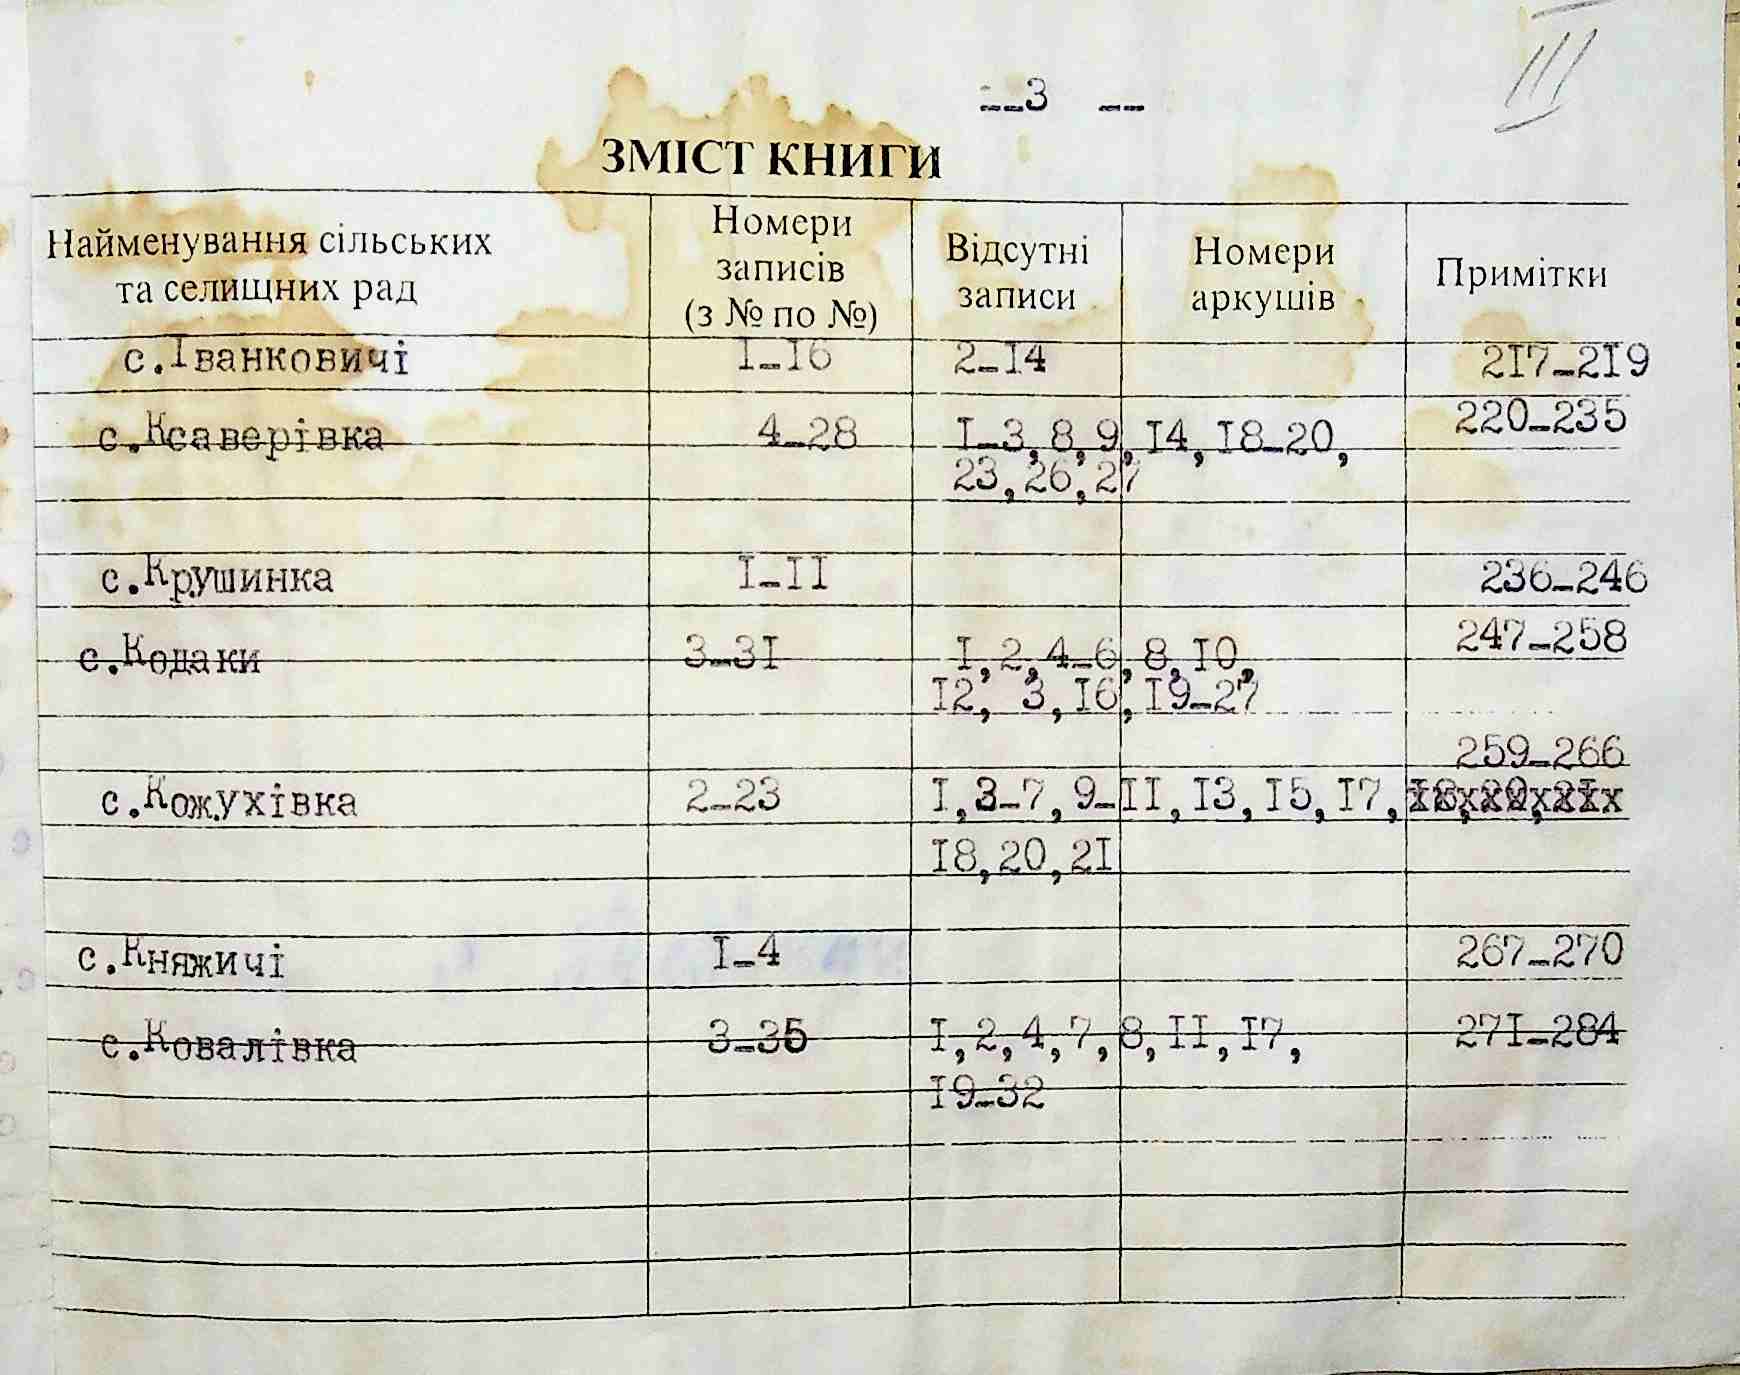 III
__3 __
ЗМІСТ КНИГИ
Найменування сільських та селищних рад | Номери записів (з № по №) | Відсутні записи | Номери аркушів | Примітки
с.Іванковичі I-I6 2-I4 2I7-2I9
с.Ксаверівка 4-28 I-3,8,9,I4,I8-20, 220-235
23,26,27
с.Крушинка I-II 236-246
с.Кодаки 3-3I I,2,4-6,8,I0, 247-258
I2, 3,I6,I9-27
259-266
с.Кожухівка 2-23 I,3-7,9-II,I3,I5,I7,
I8,20,2I
с.Княжичі I-4 267-270
с.Ковалівка 3-35 I,2,4,7,8,II,I7, 27I-284
I9-32